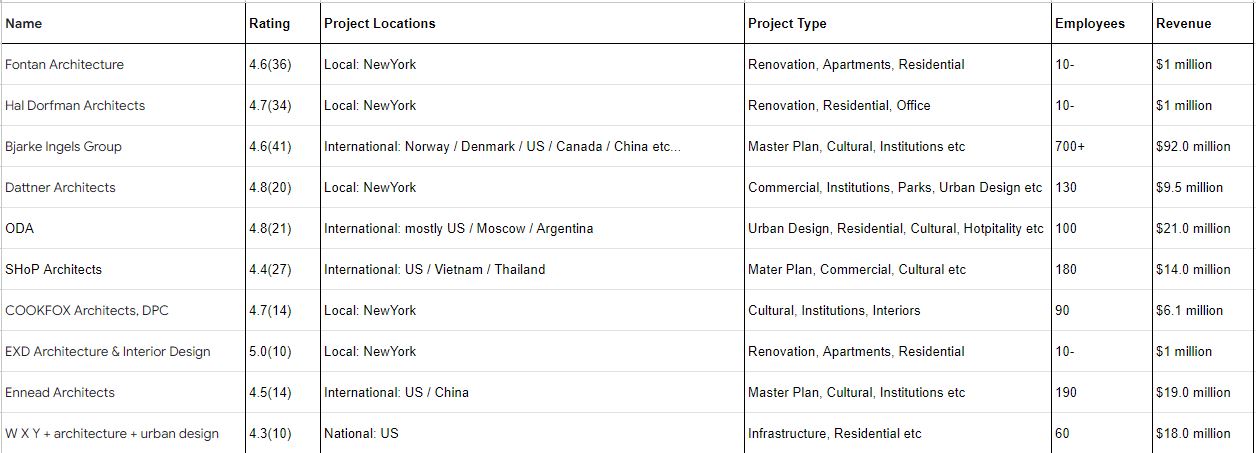 Name Rating Project Locations Project Type Employees Revenue
Fontan Architecture 4.6(36) Local: NewYork Renovation, Apartments, Residential 10- $1 million
Hal Dorfman Architects 4.7(34) Local: NewYork Renovation, Residential, Office 10- $1 million
Bjarke Ingels Group 4.6(41) International: Norway / Denmark / US / Canada / China etc... Master Plan, Cultural, Institutions etc 700+ $92.0 million
Dattner Architects 4.8(20) Local: NewYork Commercial, Institutions, Parks, Urban Design etc 130 $9.5 million
ODA 4.8(21) International: mostly US / Moscow / Argentina Urban Design, Residential, Cultural, Hotpitality etc 100 $21.0 million
SHoP Architects 4.4(27) International: US / Vietnam / Thailand Mater Plan, Commercial, Cultural etc 180 $14.0 million
COOKFOX Architects, DPC 4.7(14) Local: NewYork Cultural, Institutions, Interiors 90 $6.1 million
EXD Architecture & Interior Design 5.0(10) Local: NewYork Renovation, Apartments, Residential 10- $1 million
Ennead Architects 4.5(14) International: US / China Master Plan, Cultural, Institutions etc 190 $19.0 million
W X Y + architecture + urban design 4.3(10) National: US Infrastructure, Residential etc 60 $18.0 million